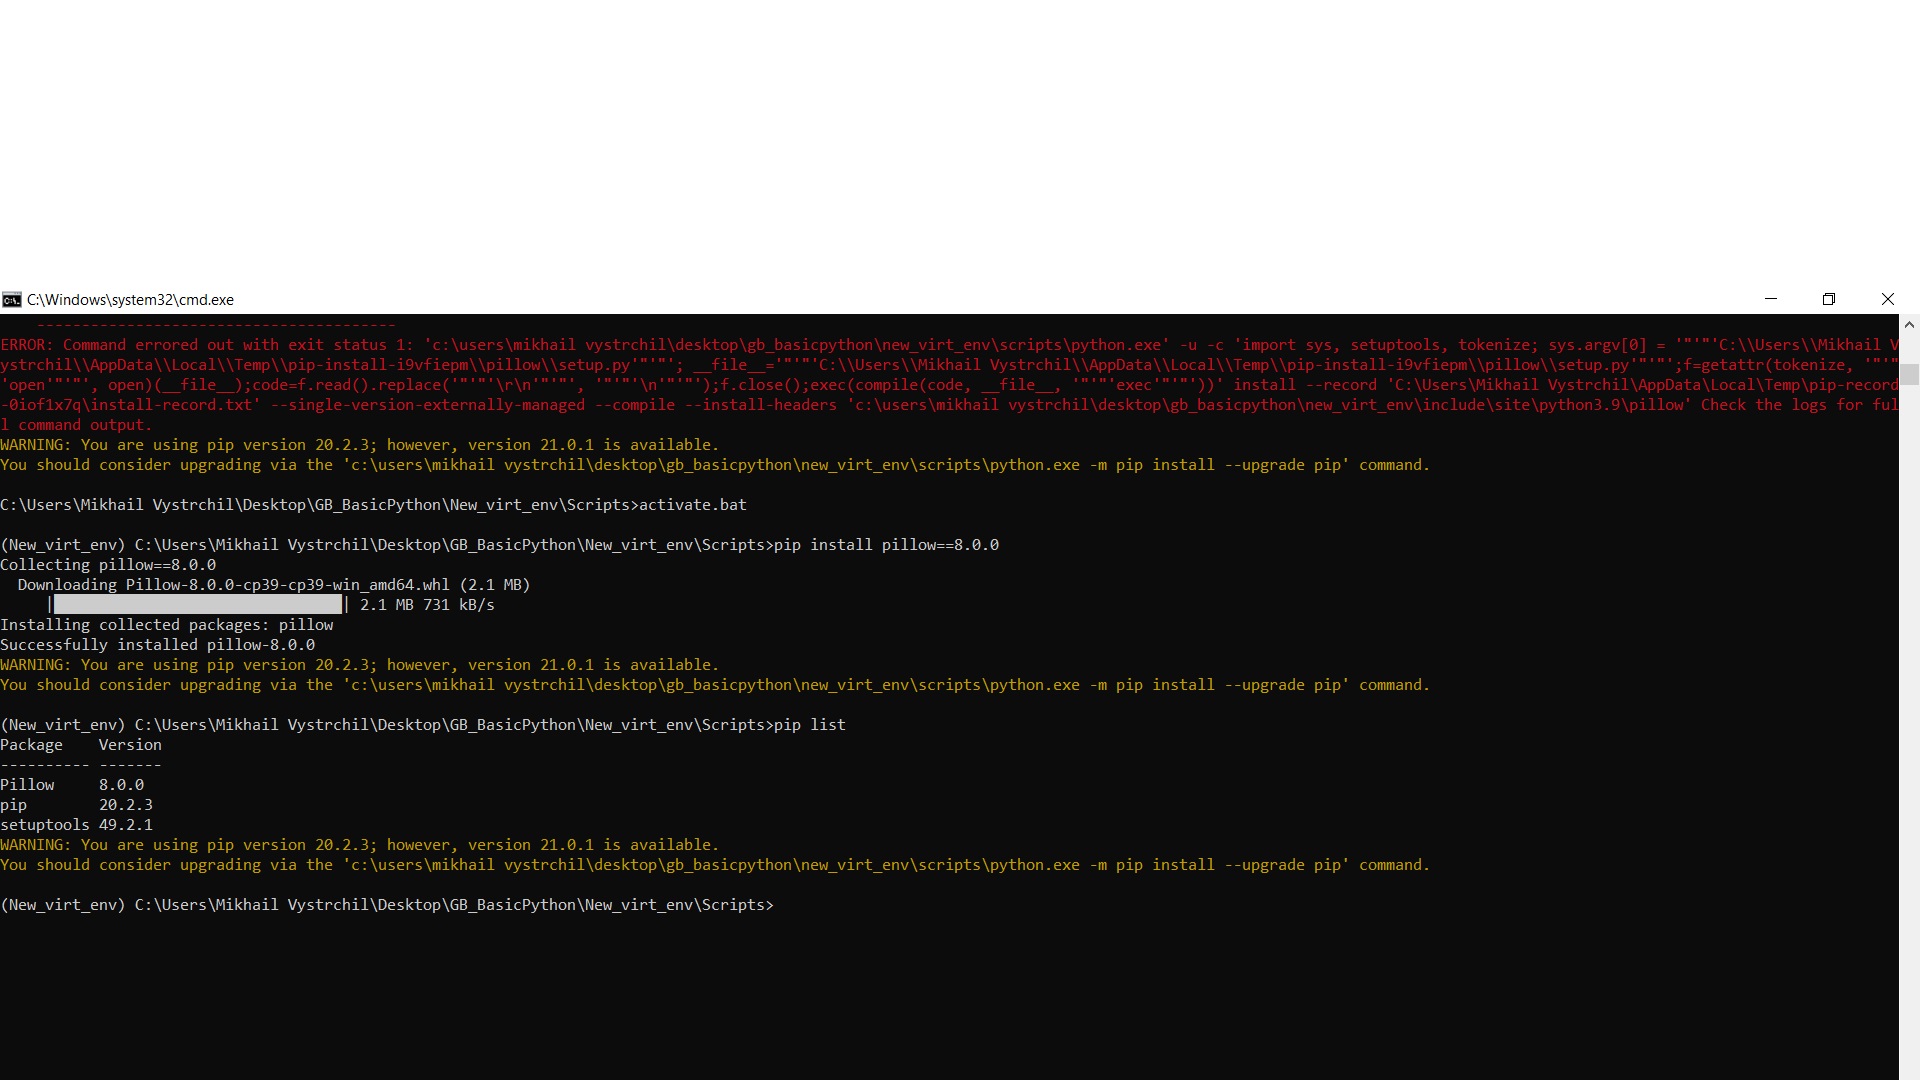 C:\Windows\system32\cmd.exe
----------------------------------------
ERROR: Command errored out with exit status 1: 'c:\users\mikhail vystrchil\desktop\gb_basicpython\new_virt_env\scripts\python.exe' -u -c 'import sys, setuptools, tokenize; sys.argv[0] = '"'"'C:\\Users\\Mikhail V
ystrchil\\AppData\\Local\\Temp\\pip-install-i9vfiepm\\pillow\\setup.py'"'"'; __file__='"'"'C:\\Users\\Mikhail Vystrchil\\AppData\\Local\\Temp\\pip-install-i9vfiepm\\pillow\\setup.py'"'"';f=getattr(tokenize, '"'"
'open'"'"', open)(__file__);code=f.read().replace('"'"'\r\n'"'"', '"'"'\n'"'"');f.close();exec(compile(code, __file__, '"'"'exec'"'"'))' install --record 'C:\Users\Mikhail Vystrchil\AppData\Local\Temp\pip-record
-0iof1x7q\install-record.txt' --single-version-externally-managed --compile --install-headers 'c:\users\mikhail vystrchil\desktop\gb_basicpython\new_virt_env\include\site\python3.9\pillow' Check the logs for ful
l command output.
WARNING: You are using pip version 20.2.3; however, version 21.0.1 is available.
You should consider upgrading via the 'c:\users\mikhail vystrchil\desktop\gb_basicpython\new_virt_env\scripts\python.exe -m pip install --upgrade pip' command.
C:\Users\Mikhail Vystrchil\Desktop\GB_BasicPython\New_virt_env\Scripts>activate.bat
(New_virt_env) C:\Users\Mikhail Vystrchil\Desktop\GB_BasicPython\New_virt_env\Scripts>pip install pillow==8.0.0
Collecting pillow==8.0.0
Downloading Pillow-8.0.0-cp39-cp39-win_amd64.whl (2.1 MB)
| | 2.1 MB 731 kB/s
Installing collected packages: pillow
Successfully installed pillow-8.0.0
WARNING: You are using pip version 20.2.3; however, version 21.0.1 is available.
You should consider upgrading via the 'c:\users\mikhail vystrchil\desktop\gb_basicpython\new_virt_env\scripts\python.exe -m pip install --upgrade pip' command.
(New_virt_env) C:\Users\Mikhail Vystrchil\Desktop\GB_BasicPython\New_virt_env\Scripts>pip list
Package    Version
---------- -------
Pillow     8.0.0
pip        20.2.3
setuptools 49.2.1
WARNING: You are using pip version 20.2.3; however, version 21.0.1 is available.
You should consider upgrading via the 'c:\users\mikhail vystrchil\desktop\gb_basicpython\new_virt_env\scripts\python.exe -m pip install --upgrade pip' command.
(New_virt_env) C:\Users\Mikhail Vystrchil\Desktop\GB_BasicPython\New_virt_env\Scripts>